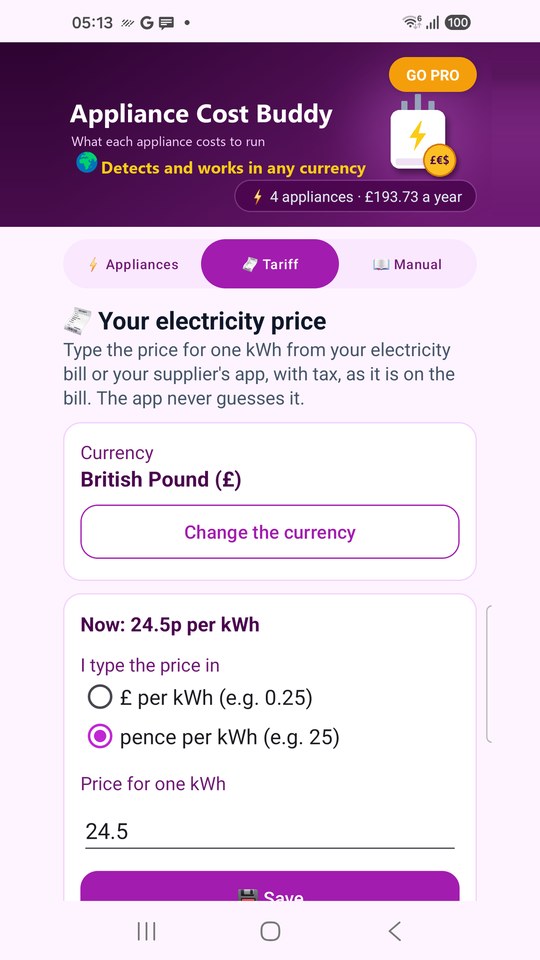 05:13
100
GO PRO
Appliance Cost Buddy
What each appliance costs to run
Detects and works in any currency
£€$
4 appliances · £193.73 a year
Appliances
Tariff
Manual
Your electricity price
Type the price for one kWh from your electricity
bill or your supplier's app, with tax, as it is on the
bill. The app never guesses it.
Currency
British Pound (£)
Change the currency
Now: 24.5p per kWh
I type the price in
£ per kWh (e.g. 0.25)
pence per kWh (e.g. 25)
Price for one kWh
24.5
Save